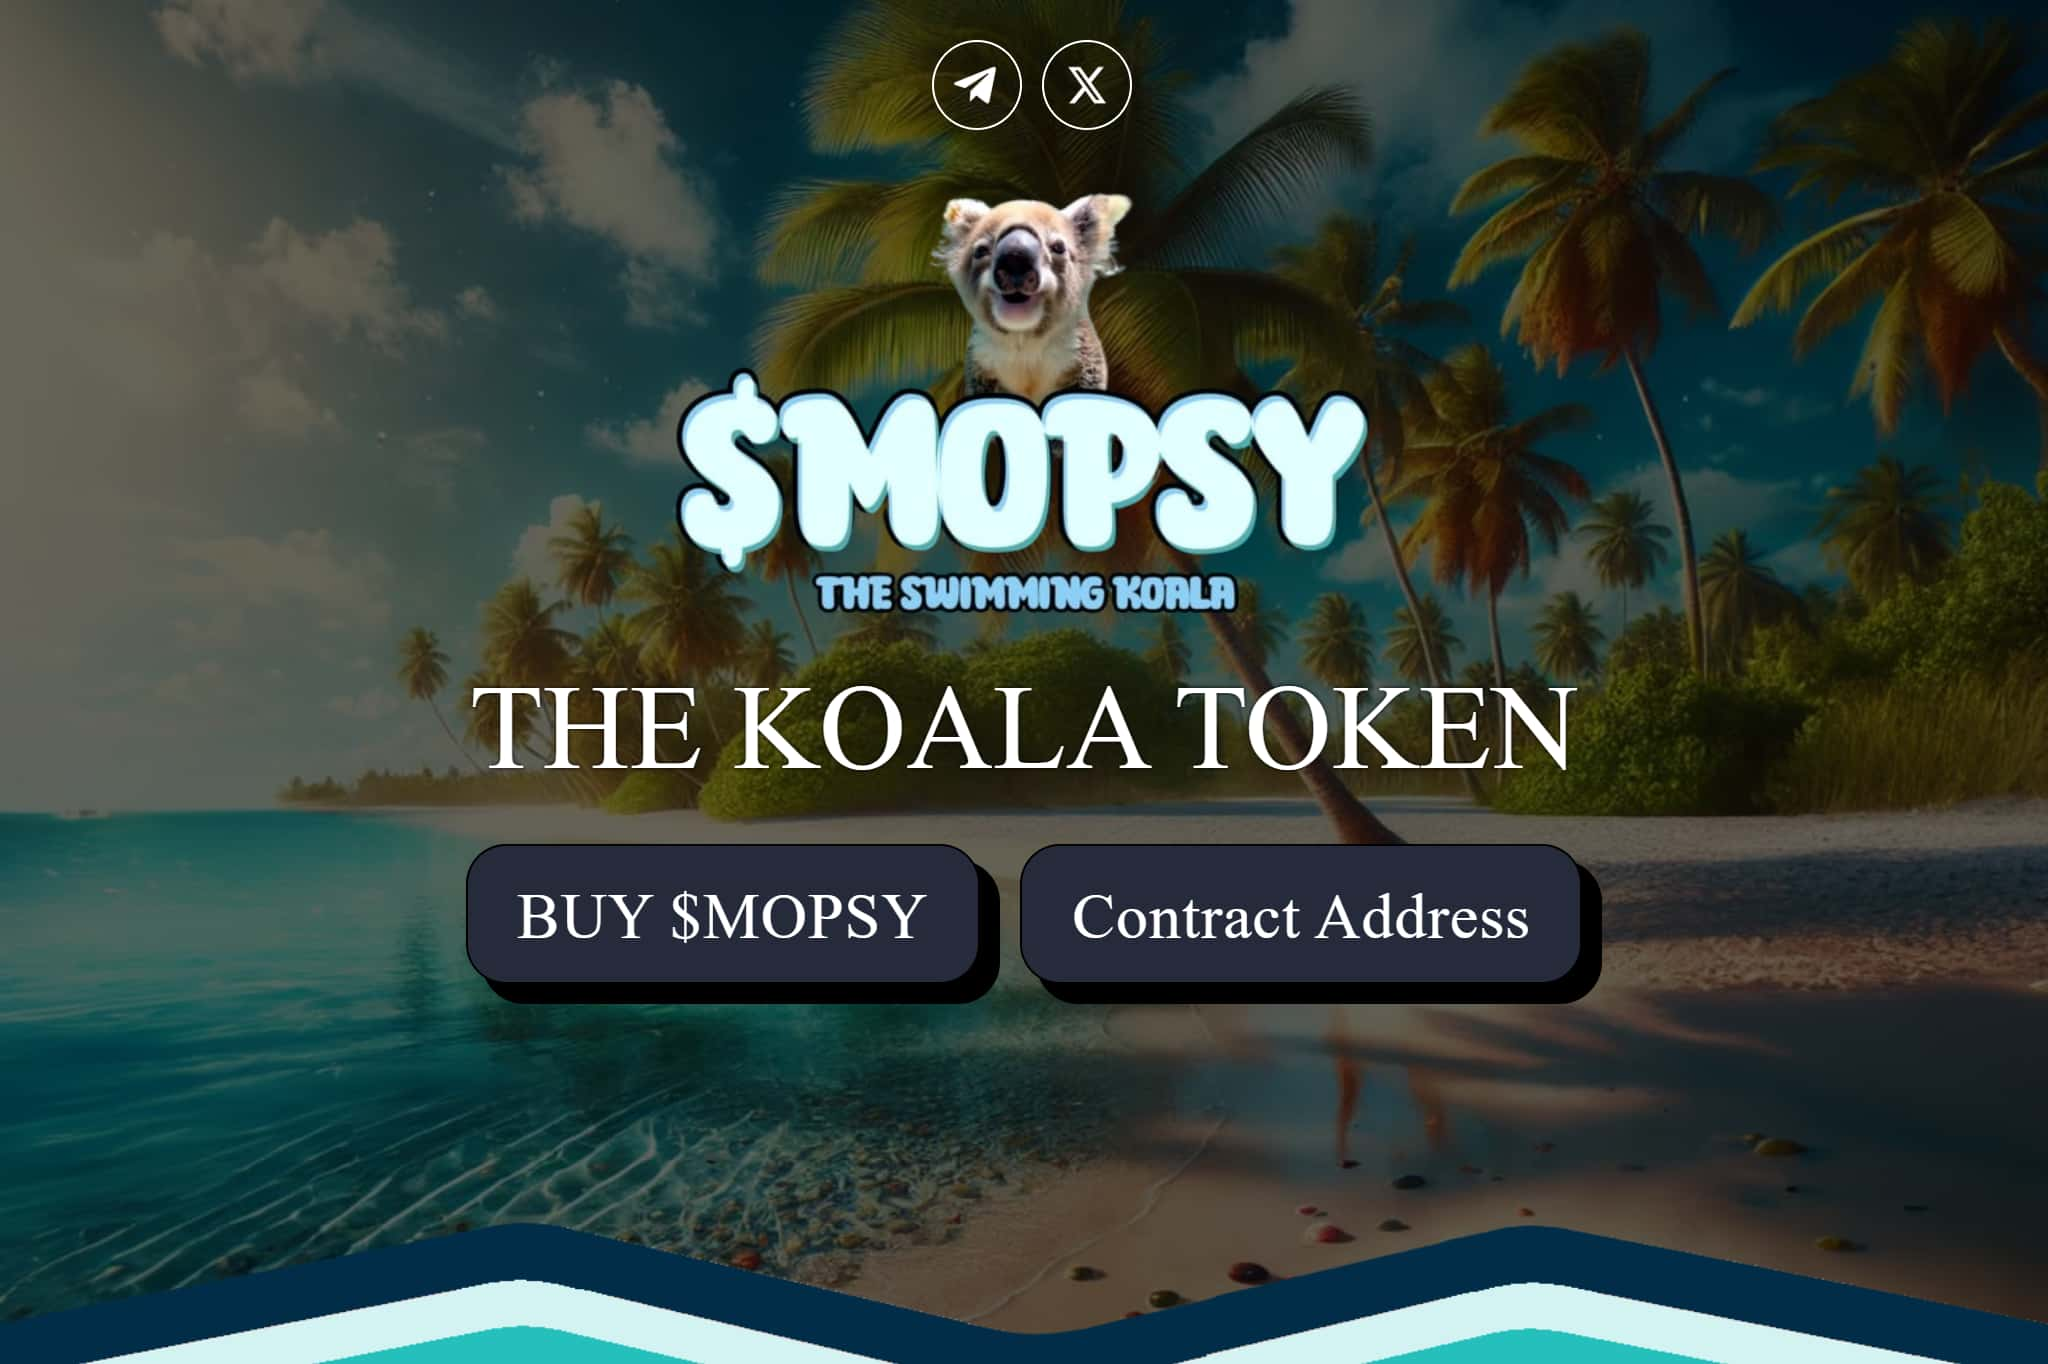 $MOPSY
THE SWIMMING KOALA
THE KOALA TOKEN
BUY $MOPSY
Contract Address